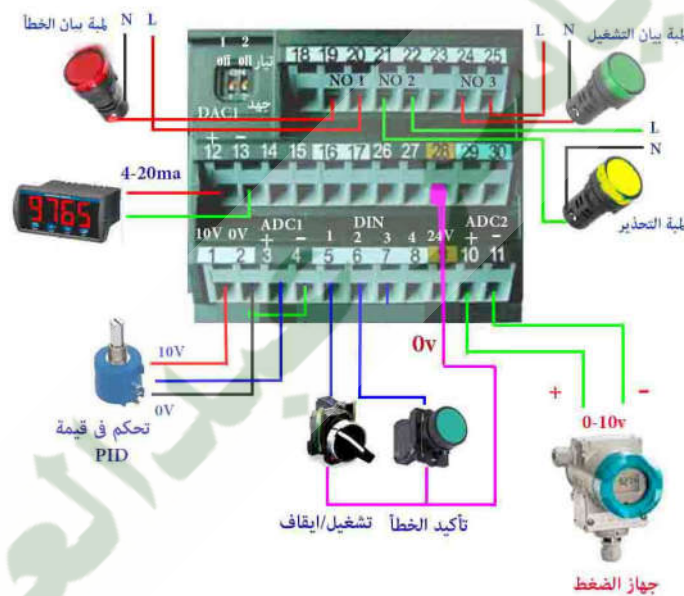 لمبة بيان الخطأ
N L
1 2
off off
تيار
جهد
18 19 20 21 22 23 24 25
NO 1 NO 2 NO 3
L N
لمبة بيان التشغيل
L
N
لمبة التحذير
DAC1
+ -
12 13 14 15 16 17 26 27 28 29 30
4-20ma
9765
10V 0V ADC1 + - DIN 1 2 3 4 24V ADC2 + -
1 2 3 4 5 6 7 8 10 11
10V
0V
تحكم فى قيمة
PID
0v
تشغيل/ايقاف
تأكيد الخطأ
+ -
0-10v
جهاز الضغط